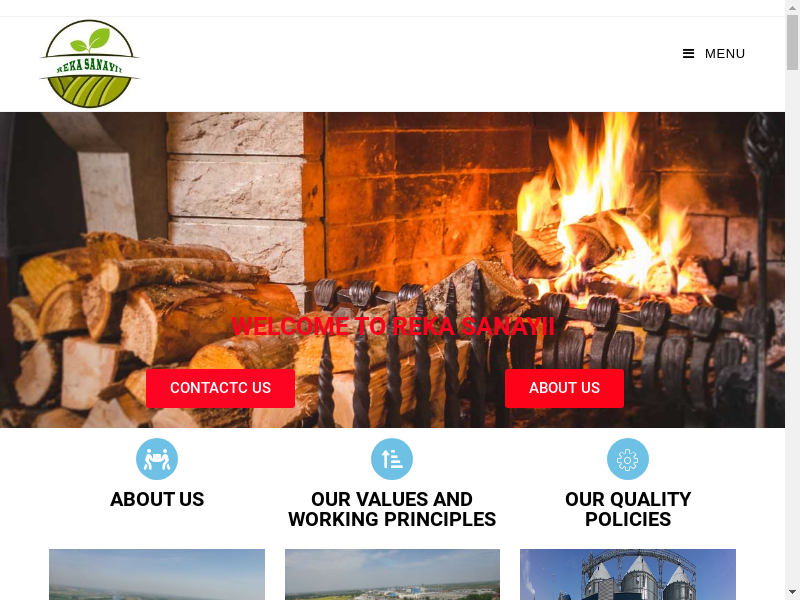 REKA SANAYII
MENU
WELCOME TO REKA SANAYII
CONTACTC US
ABOUT US
ABOUT US
OUR VALUES AND
WORKING PRINCIPLES
OUR QUALITY
POLICIES